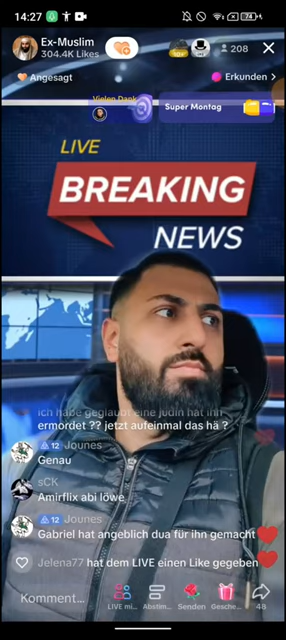 14:27
74
Ex-Muslim
304.4K Likes
10+
208
Angesagt
Erkunden >
Vielen Dank
Super Montag
LIVE
BREAKING
NEWS
ich habe geglaubt eine judin hat ihn
ermordet ?? jetzt aufeinmal das hä ?
12 Jounes
Genau
sCK
Amirflix abi löwe
12 Jounes
Gabriel hat angeblich dua für ihn gemacht
Jelena77 hat dem LIVE einen Like gegeben
Komment...
LIVE mi...
Abstim...
Senden
Gesche...
48